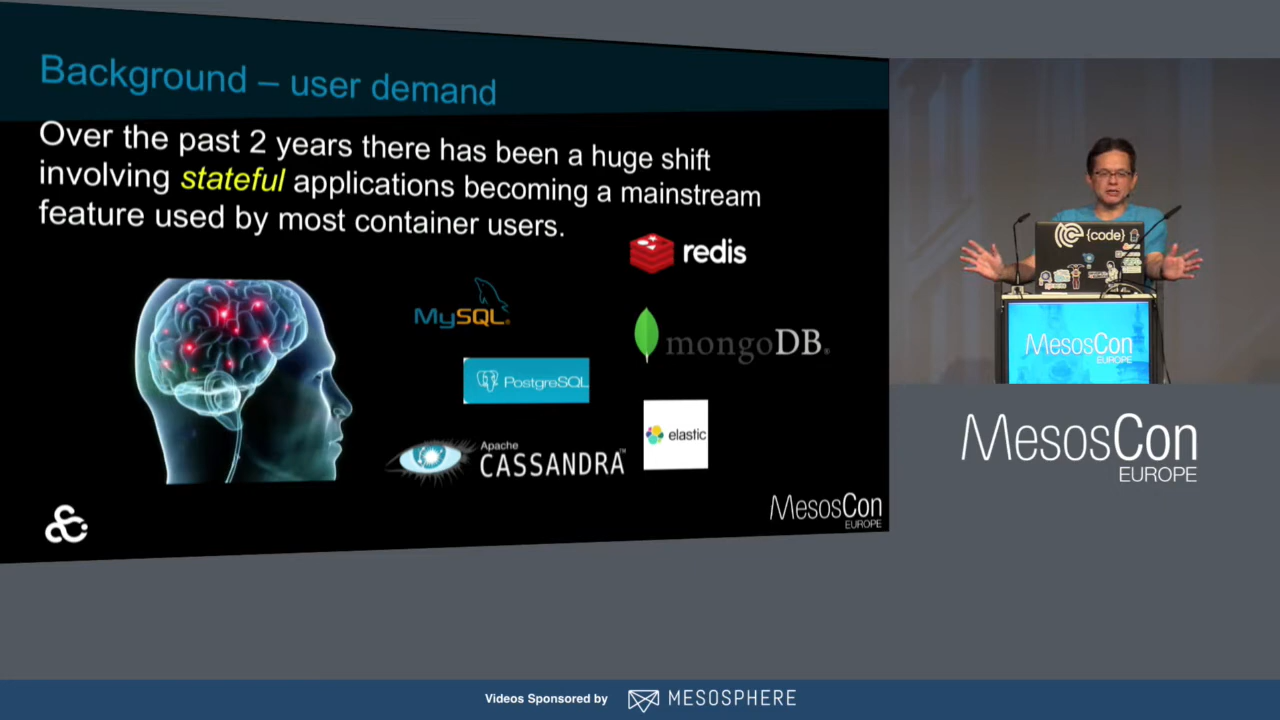 Background – user demand
Over the past 2 years there has been a huge shift
involving stateful applications becoming a mainstream
feature used by most container users.
redis
MySQL®
mongoDB®
PostgreSQL
elastic
Apache
CASSANDRA™
MesosCon
EUROPE
{code}
MesosCon
EUROPE
MesosCon
EUROPE
Videos Sponsored by
MESOSPHERE